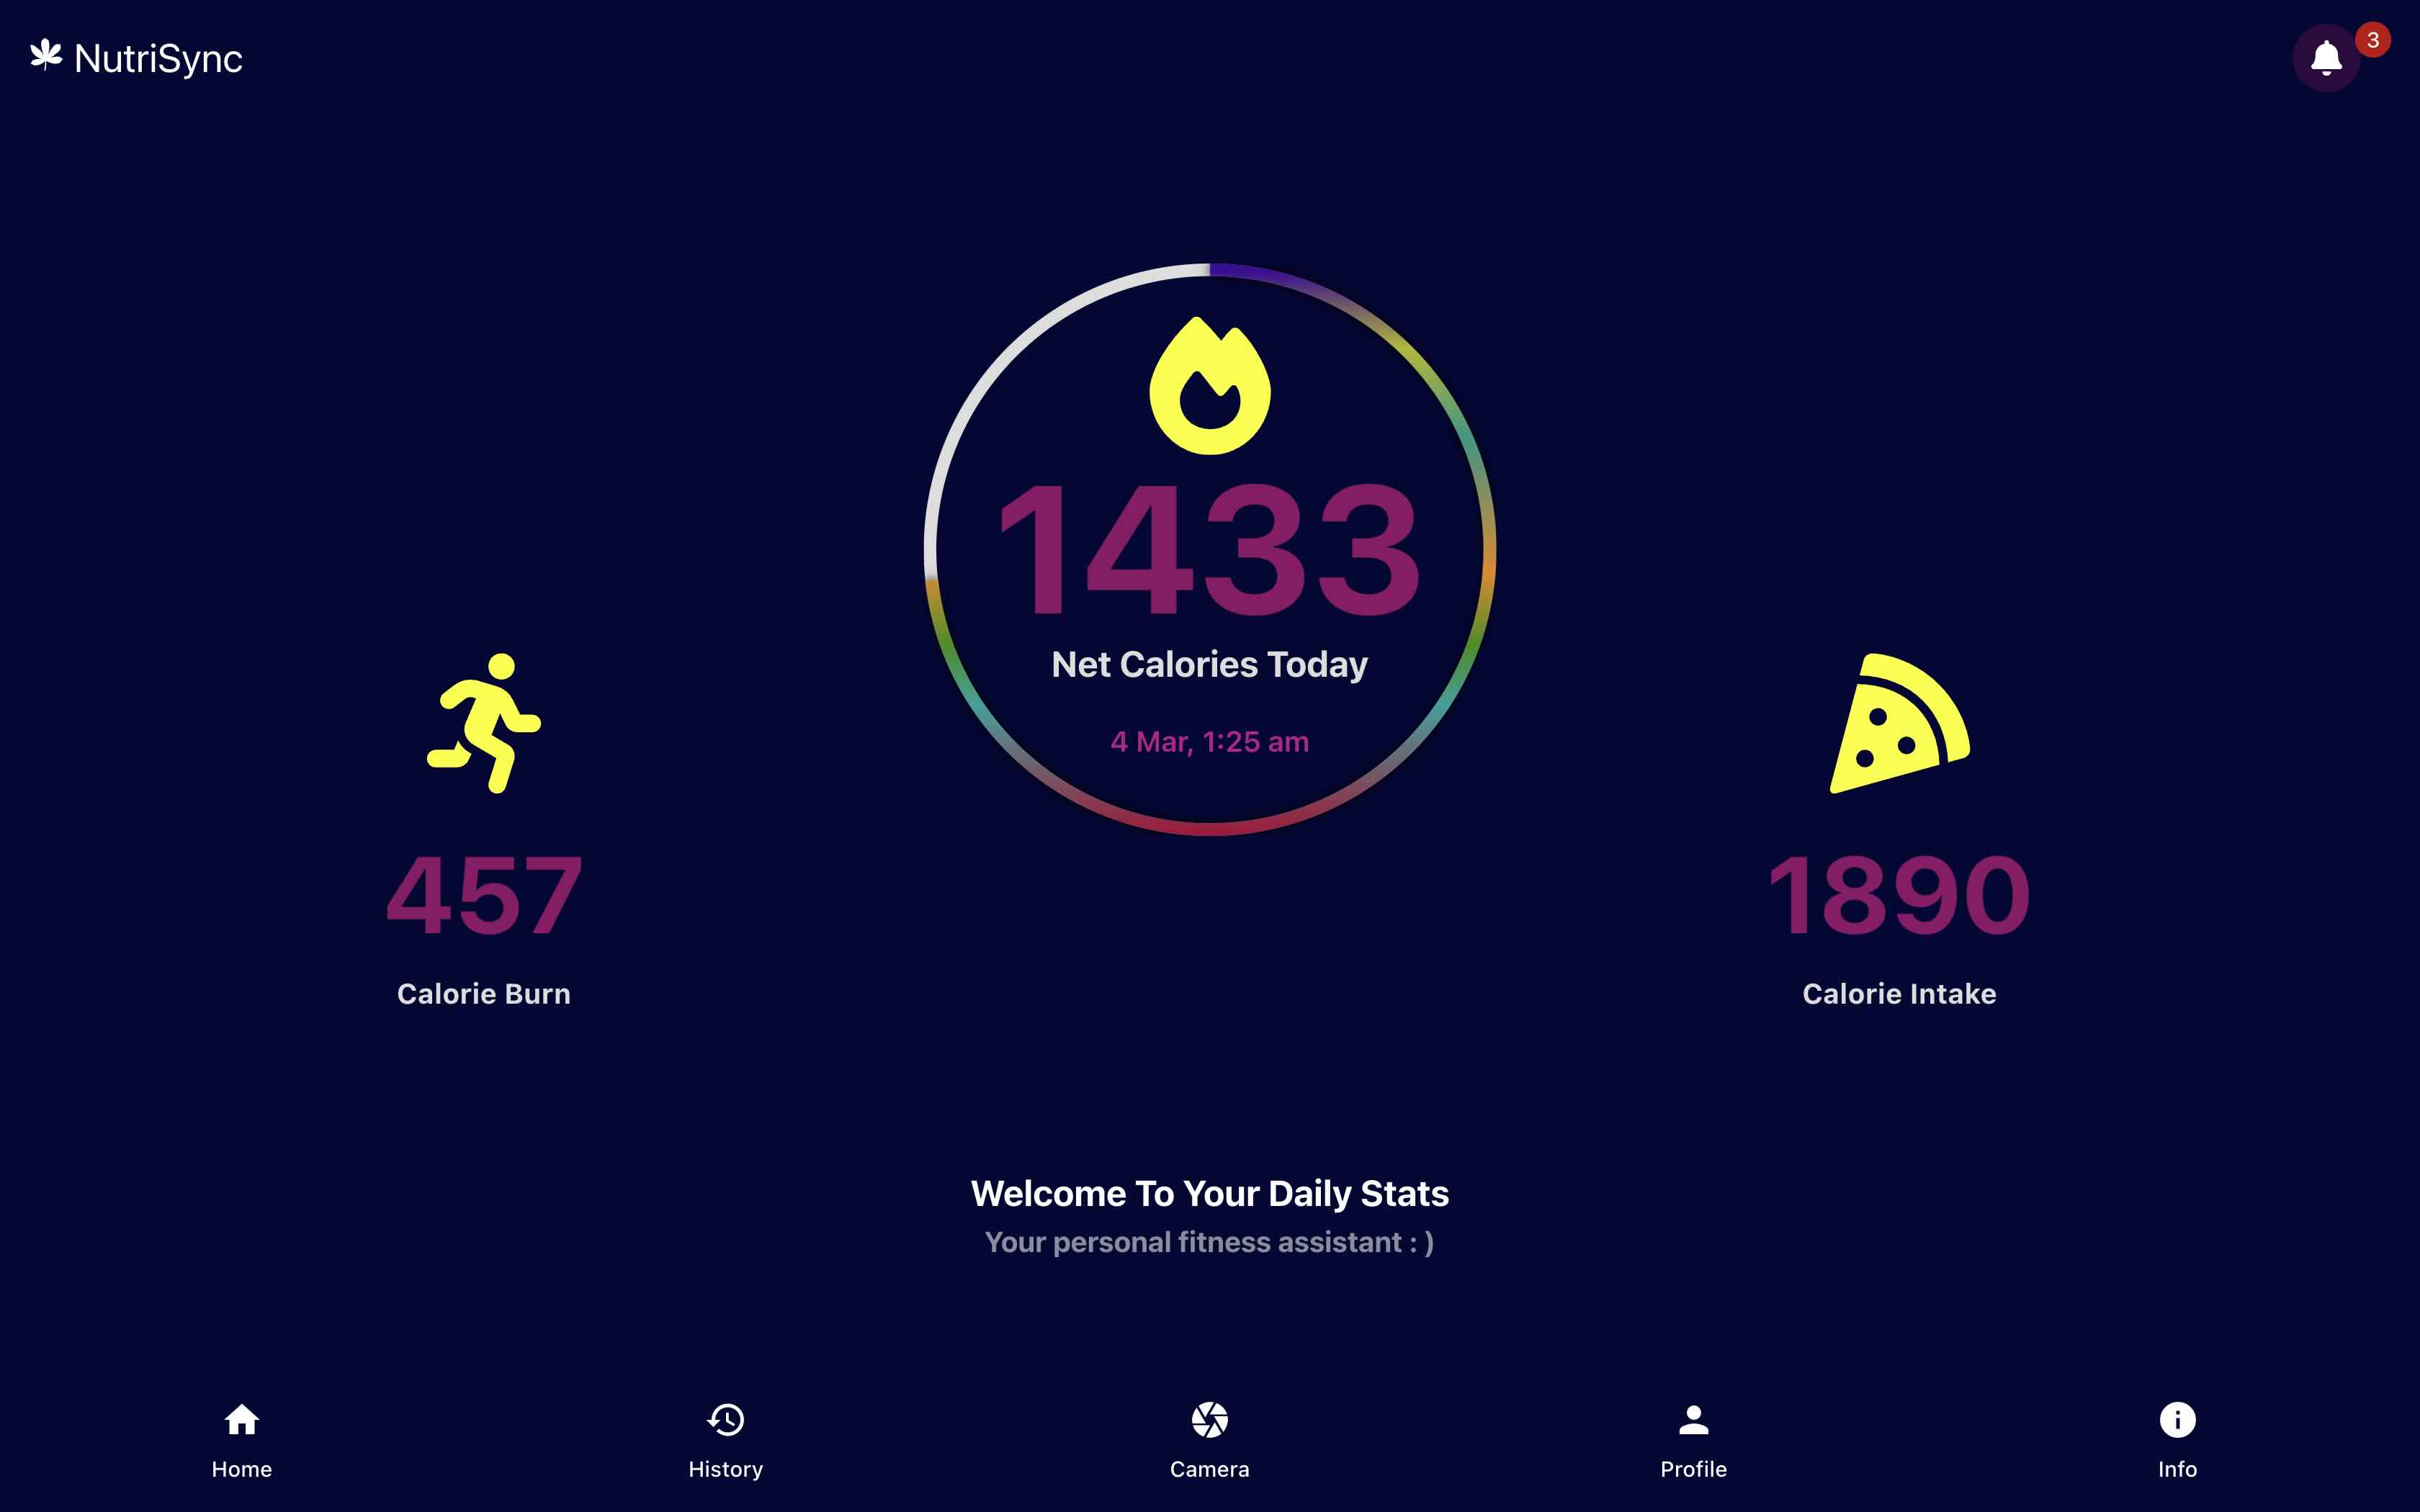 NutriSync
3
1433
Net Calories Today
4 Mar, 1:25 am
457
Calorie Burn
1890
Calorie Intake
Welcome To Your Daily Stats
Your personal fitness assistant : )
Home
History
Camera
Profile
Info